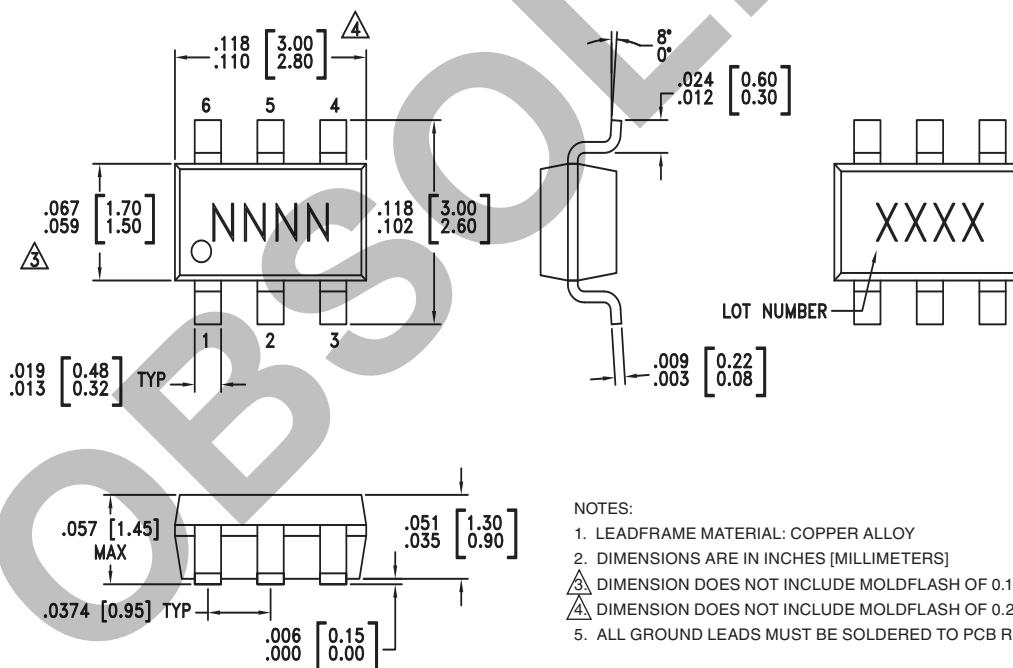 .118 [3.00]
.110 [2.80]
4
6 5 4
.067 [1.70]
.059 [1.50]
3
NNNN
.118 [3.00]
.102 [2.60]
1 2 3
.019 [0.48] TYP
.013 [0.32]
8°
0°
.024 [0.60]
.012 [0.30]
.009 [0.22]
.003 [0.08]
XXXX
LOT NUMBER
.057 [1.45]
MAX
.051 [1.30]
.035 [0.90]
.0374 [0.95] TYP
.006 [0.15]
.000 [0.00]
NOTES:
1. LEADFRAME MATERIAL: COPPER ALLOY
2. DIMENSIONS ARE IN INCHES [MILLIMETERS]
3. DIMENSION DOES NOT INCLUDE MOLDFLASH OF 0.1
4. DIMENSION DOES NOT INCLUDE MOLDFLASH OF 0.2
5. ALL GROUND LEADS MUST BE SOLDERED TO PCB R
OBSOL